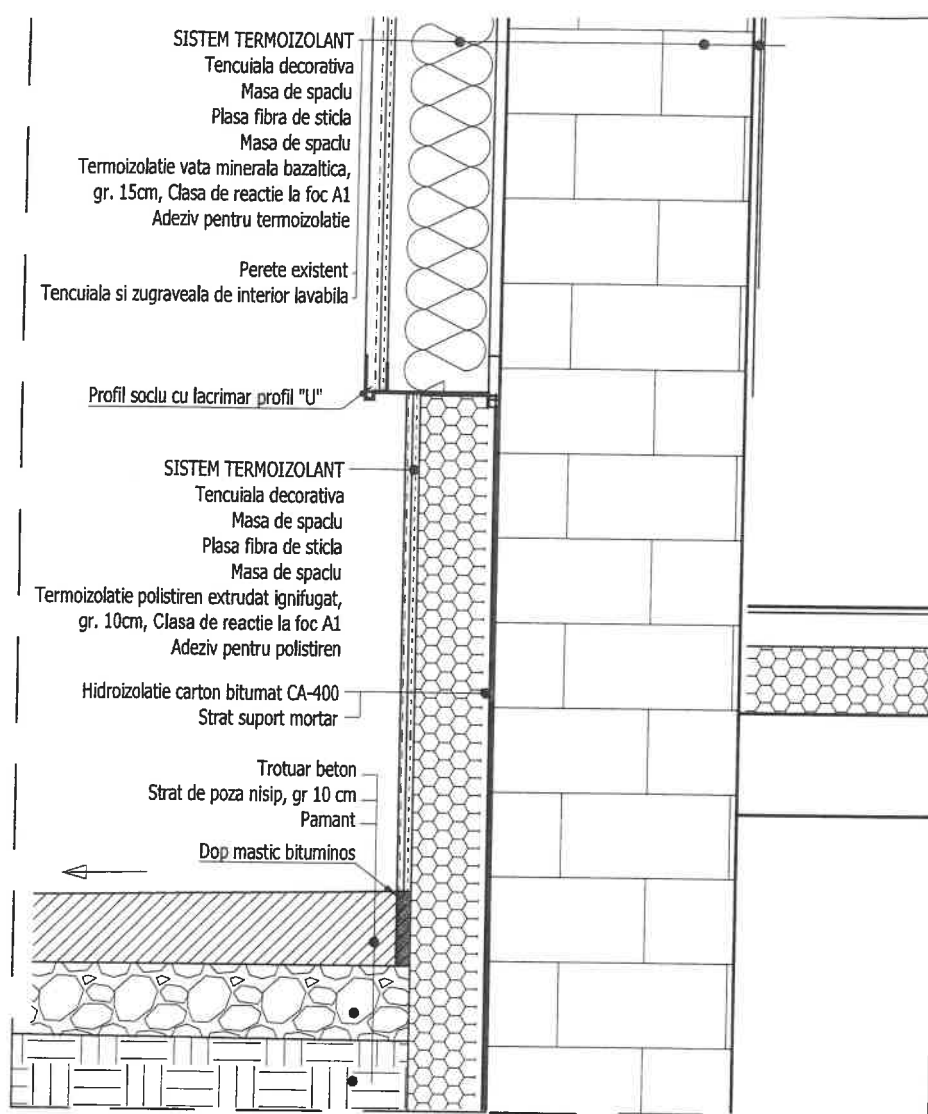 SISTEM TERMOIZOLANT
Tencuiala decorativa
Masa de spaclu
Plasa fibra de sticla
Masa de spaclu
Termoizolatie vata minerala bazaltica,
gr. 15cm, Clasa de reactie la foc A1
Adeziv pentru termoizolatie
Perete existent
Tencuiala si zugraveala de interior lavabila
Profil soclu cu lacrimar profil "U"
SISTEM TERMOIZOLANT
Tencuiala decorativa
Masa de spaclu
Plasa fibra de sticla
Masa de spaclu
Termoizolatie polistiren extrudat ignifugat,
gr. 10cm, Clasa de reactie la foc A1
Adeziv pentru polistiren
Hidroizolatie carton bitumat CA-400
Strat suport mortar
Trotuar beton
Strat de poza nisip, gr 10 cm
Pamant
Dop mastic bituminos